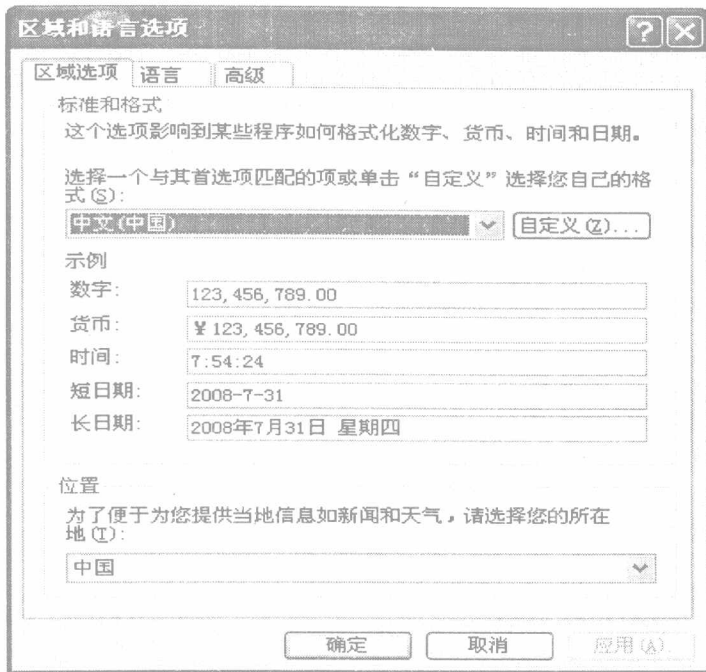 区域和语言选项
区域选项 语言 高级
标准和格式
这个选项影响到某些程序如何格式化数字、货币、时间和日期。
选择一个与其首选项匹配的项或单击“自定义”选择您自己的格
式(S):
中文(中国)
自定义(Z)...
示例
数字: 123,456,789.00
货币: ¥123,456,789.00
时间: 7:54:24
短日期: 2008-7-31
长日期: 2008年7月31日 星期四
位置
为了便于为您提供当地信息如新闻和天气，请选择您的所在
地(T):
中国
确定 取消 应用(A)